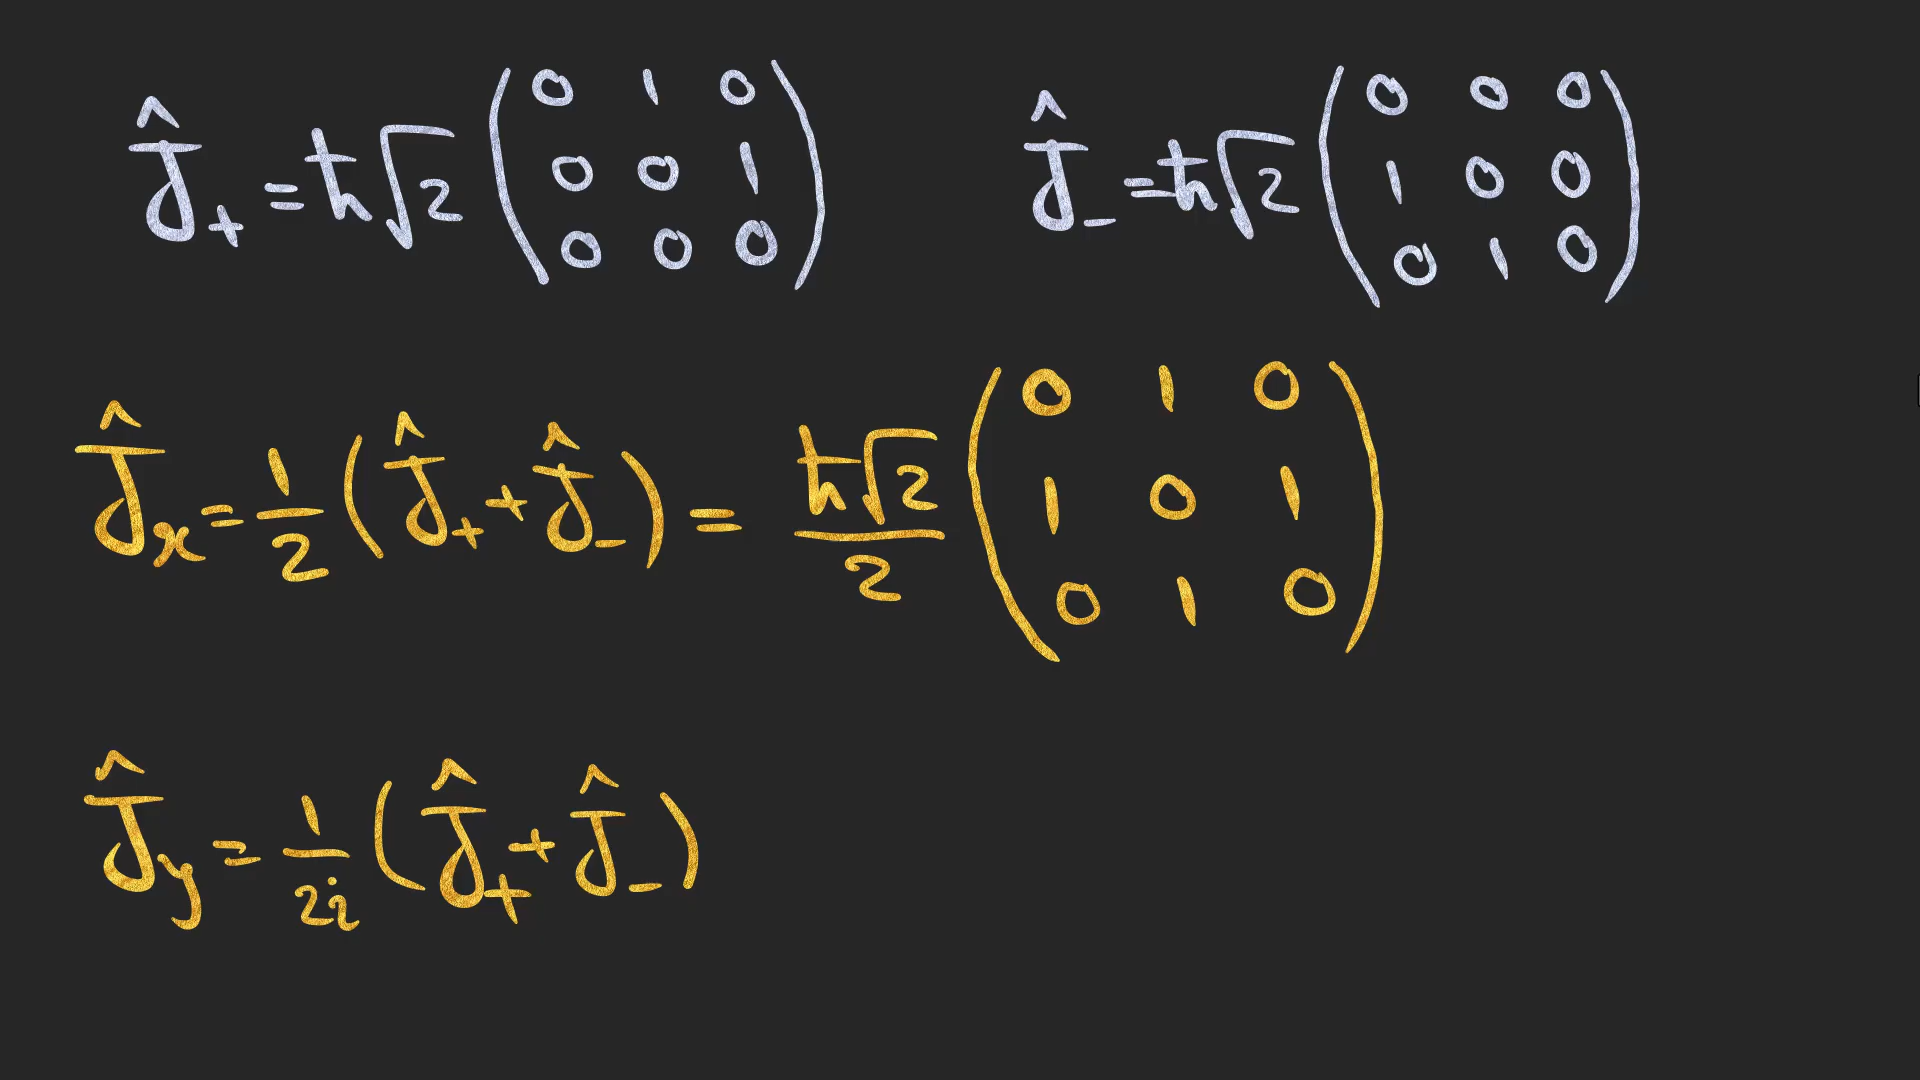 Ĵ₊ = ħ√2 (0 1 0; 0 0 1; 0 0 0)
Ĵ₋ = ħ√2 (0 0 0; 1 0 0; 0 1 0)
Ĵₓ = 1/2 (Ĵ₊ + Ĵ₋) = ħ√2/2 (0 1 0; 1 0 1; 0 1 0)
Ĵ_y = 1/2i (Ĵ₊ + Ĵ₋)